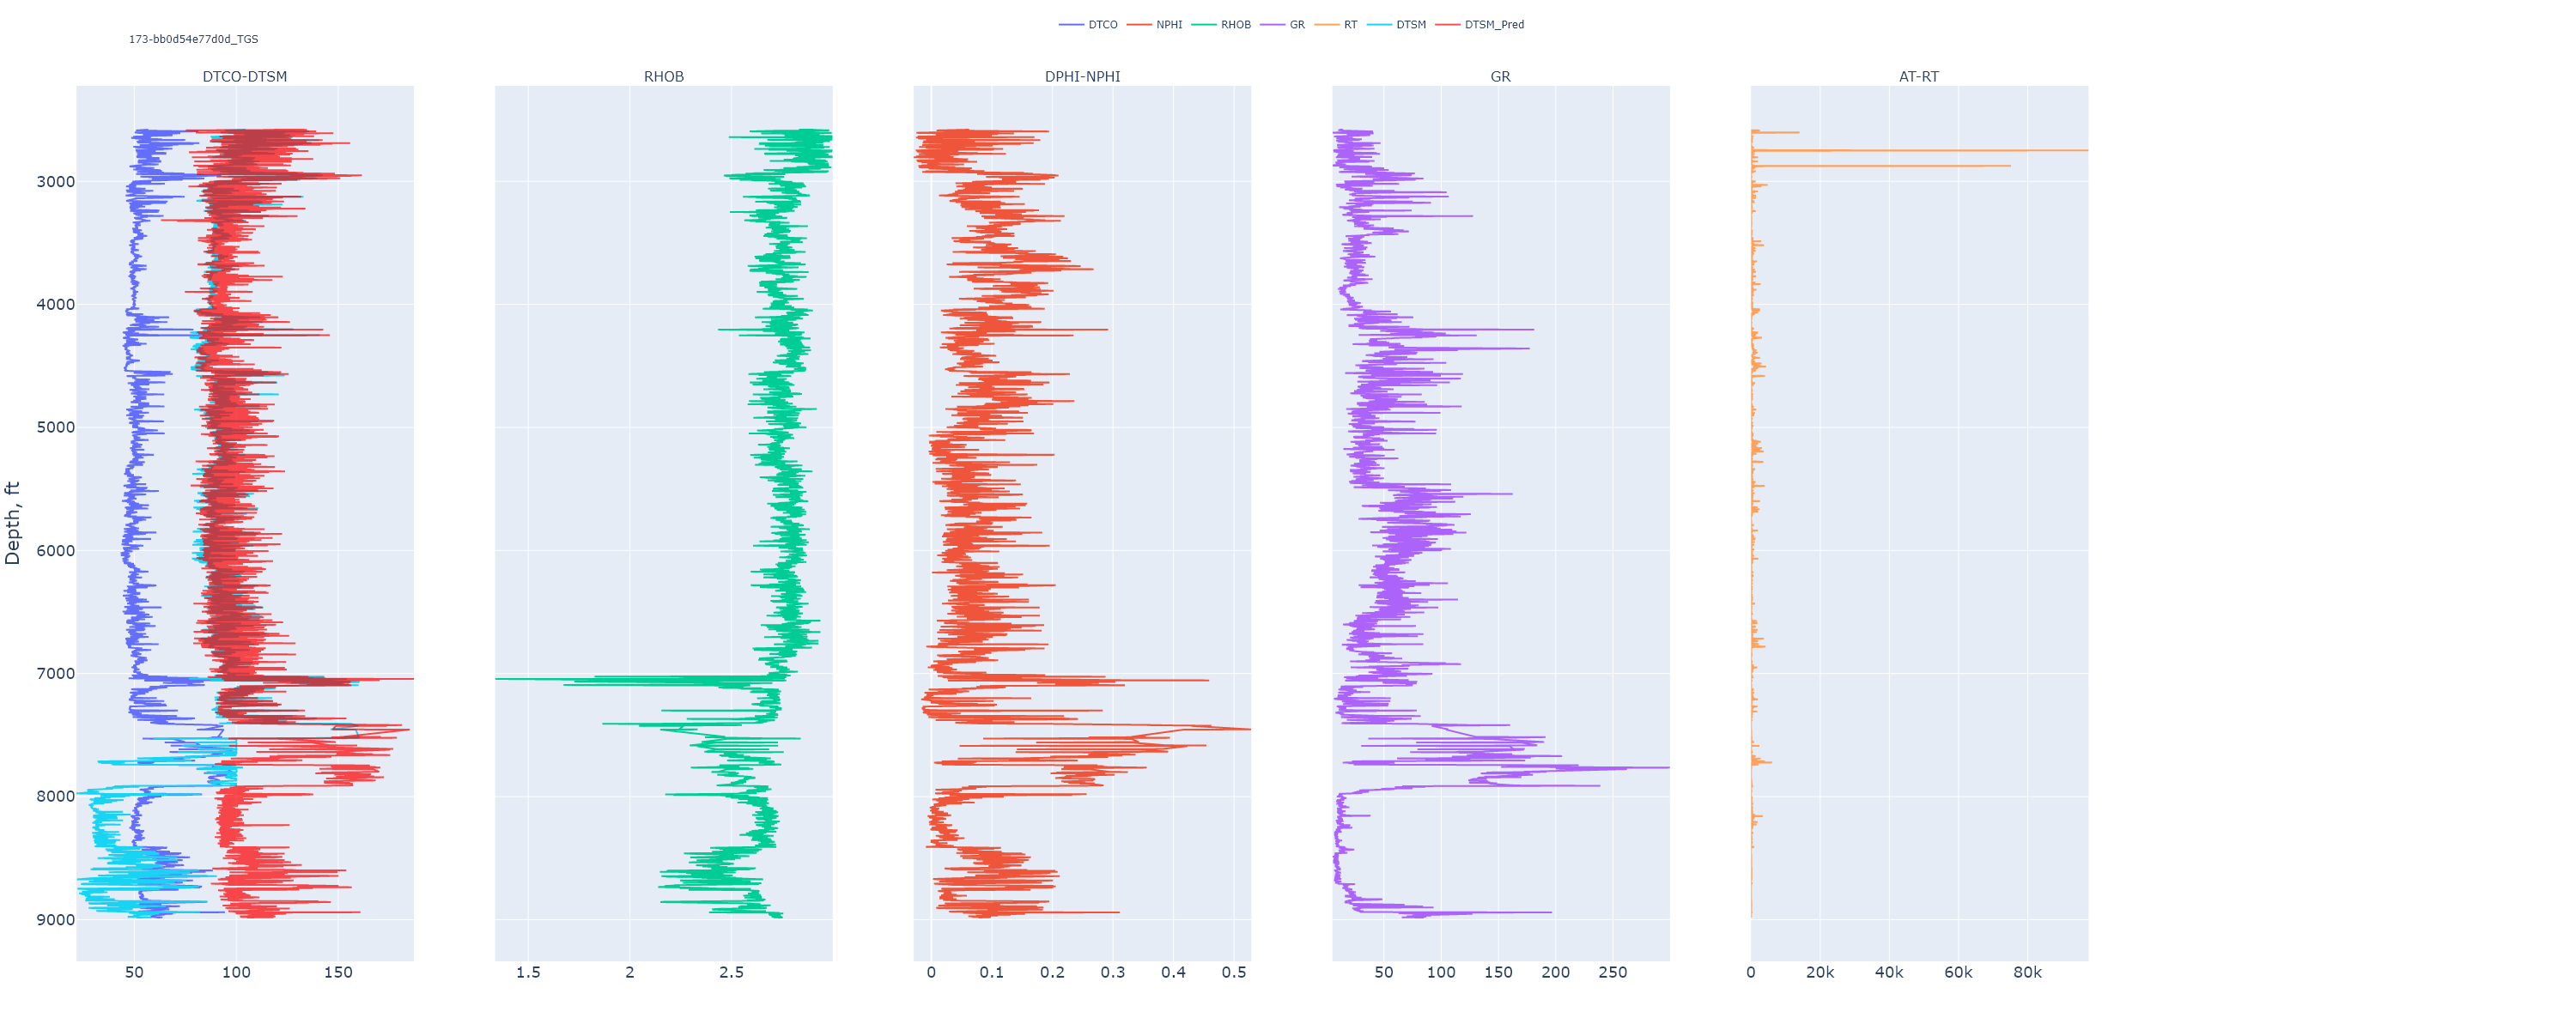 DTCO NPHI RHOB GR RT DTSM DTSM_Pred
173-bb0d54e77d0d_TGS
DTCO-DTSM RHOB DPHI-NPHI GR AT-RT
Depth, ft
3000
4000
5000
6000
7000
8000
9000
50 100 150 1.5 2 2.5 0 0.1 0.2 0.3 0.4 0.5 50 100 150 200 250 0 20k 40k 60k 80k